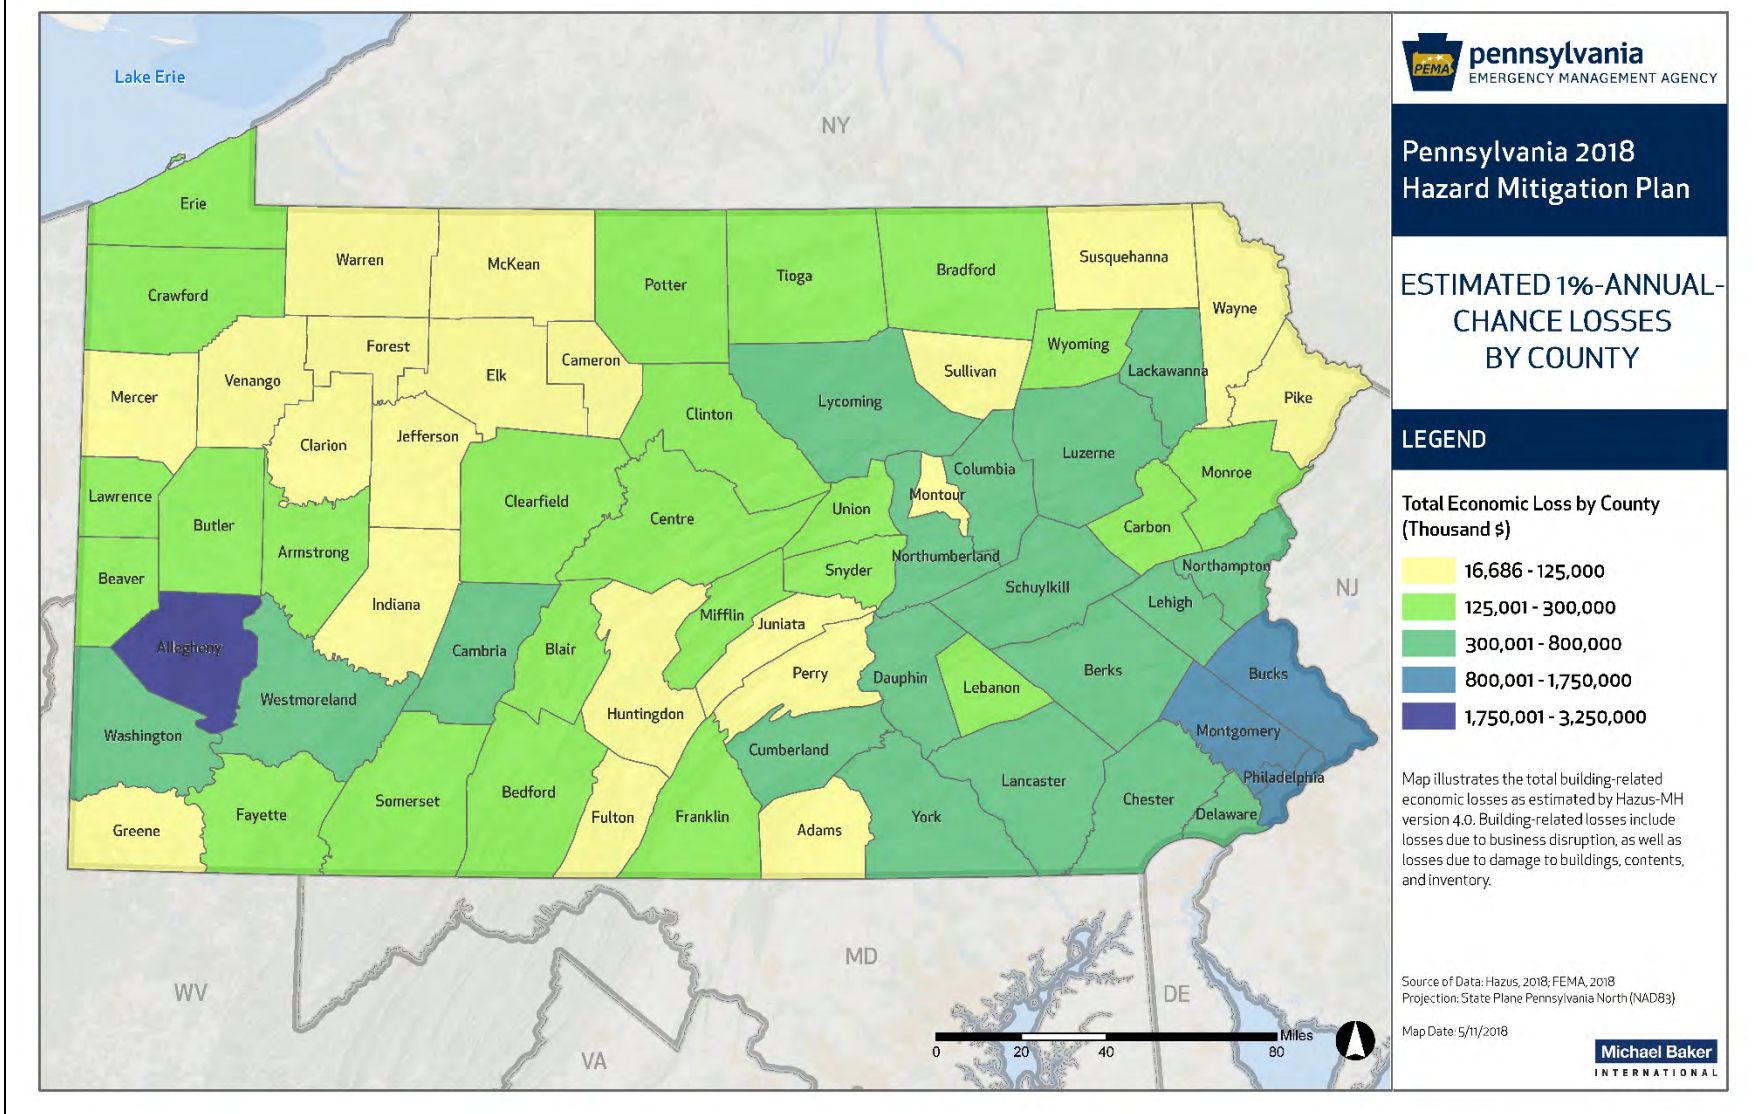 Lake Erie
NY
Erie
Warren
McKean
Susquehanna
Potter
Tioga
Bradford
Crawford
Wayne
Forest
Wyoming
Cameron
Venango
Elk
Sullivan
Lackawanna
Mercer
Pike
Lycoming
Clinton
Jefferson
Clarion
Luzerne
Columbia
Monroe
Lawrence
Montour
Clearfield
Union
Butler
Centre
Carbon
Armstrong
Northumberland
Northampton
Beaver
Snyder
Schuylkill
NJ
Lehigh
Indiana
Mifflin
Juniata
Allegheny
Cambria
Blair
Perry
Dauphin
Berks
Bucks
Lebanon
Westmoreland
Huntingdon
Washington
Montgomery
Cumberland
Philadelphia
Lancaster
Bedford
Somerset
Chester
Fayette
Fulton
Franklin
York
Delaware
Greene
Adams
MD
WV
DE
VA
Miles
0 20 40 80
PEMA
pennsylvania
EMERGENCY MANAGEMENT AGENCY
Pennsylvania 2018
Hazard Mitigation Plan
ESTIMATED 1%-ANNUAL-
CHANCE LOSSES
BY COUNTY
LEGEND
Total Economic Loss by County
(Thousand $)
16,686 - 125,000
125,001 - 300,000
300,001 - 800,000
800,001 - 1,750,000
1,750,001 - 3,250,000
Map illustrates the total building-related
economic losses as estimated by Hazus-MH
version 4.0. Building-related losses include
losses due to business disruption, as well as
losses due to damage to buildings, contents,
and inventory.
Source of Data: Hazus, 2018; FEMA, 2018
Projection: State Plane Pennsylvania North (NAD83)
Map Date: 5/11/2018
Michael Baker
INTERNATIONAL